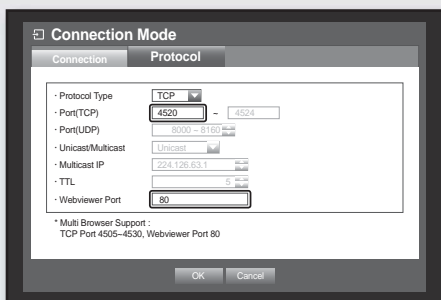 Connection Mode
Connection Protocol
· Protocol Type TCP
· Port(TCP) 4520 ~ 4524
· Port(UDP) 8000 ~ 8160
· Unicast/Multicast Unicast
· Multicast IP 224.126.63.1
· TTL 5
· Webviewer Port 80
* Multi Browser Support :
TCP Port 4505~4530, Webviewer Port 80
OK Cancel